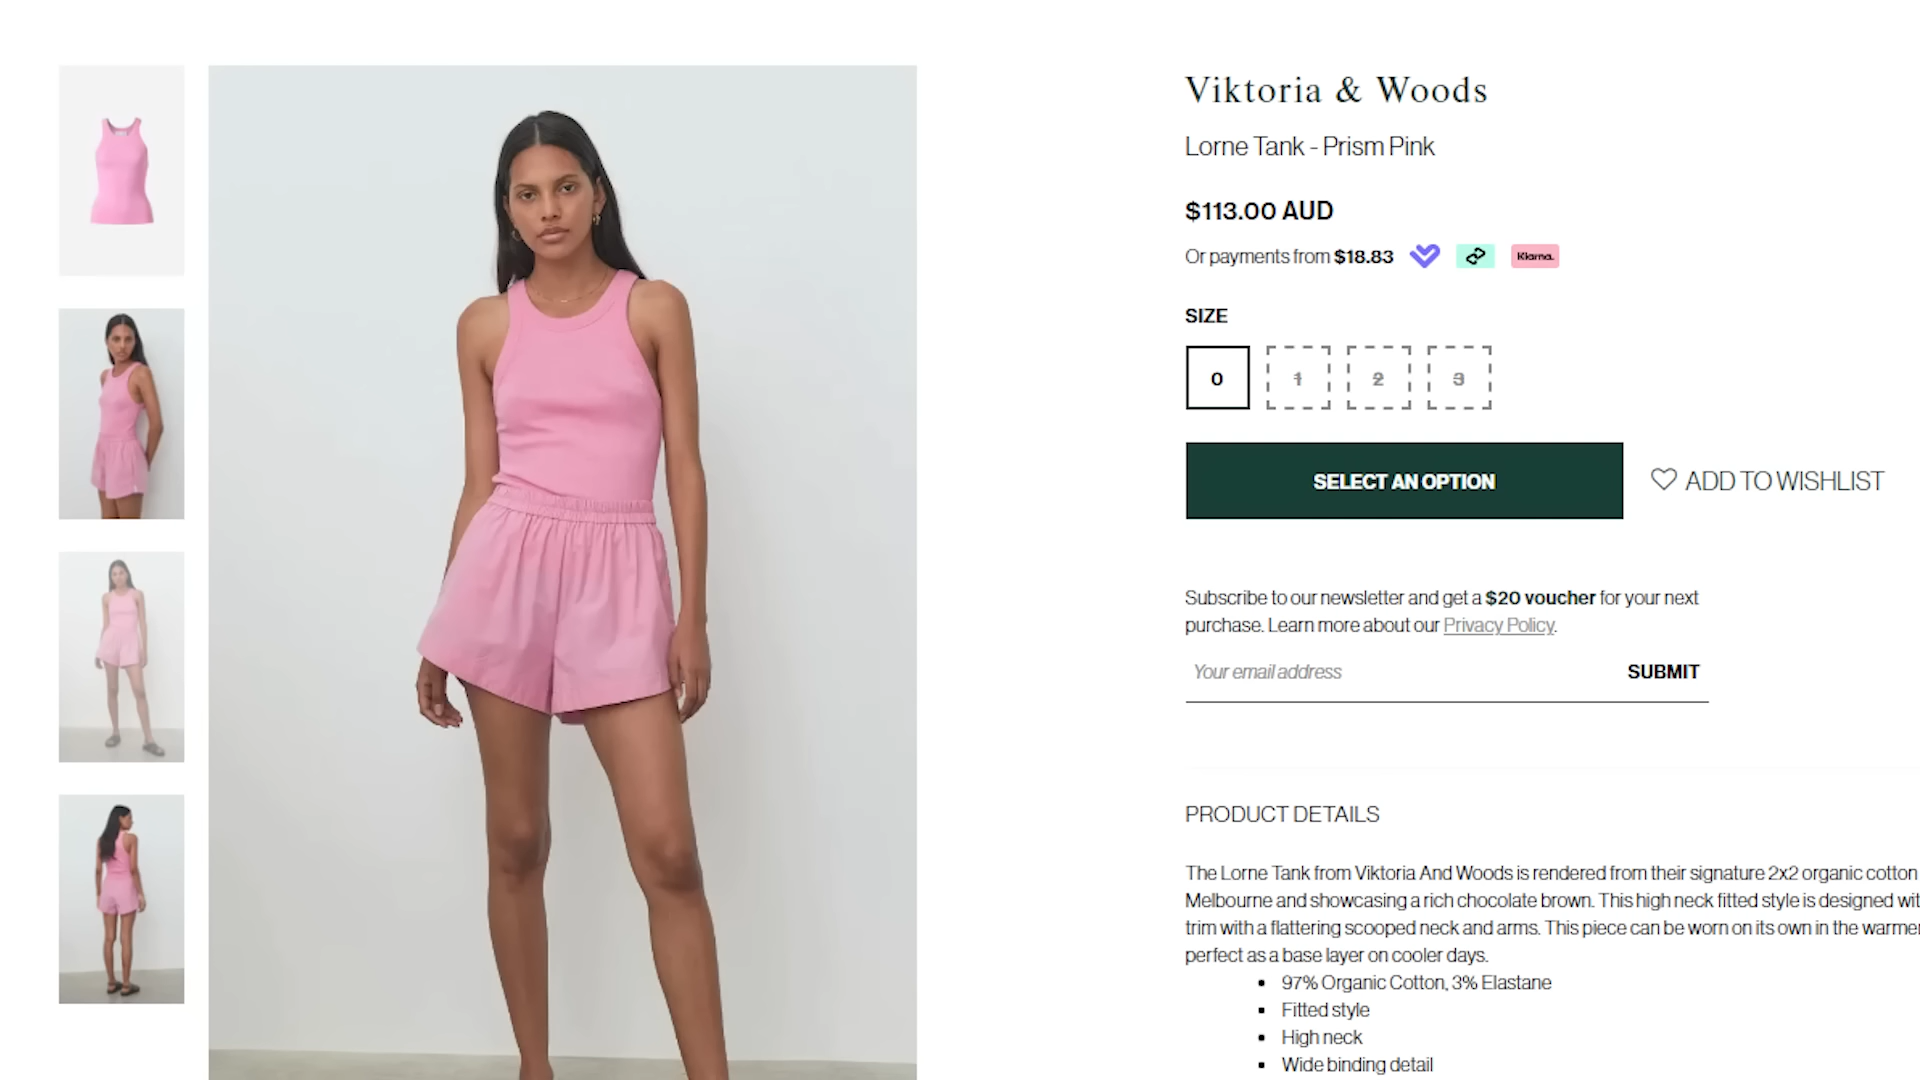 Viktoria & Woods
Lorne Tank - Prism Pink
$113.00 AUD
Or payments from $18.83
Klarna.
SIZE
0 1 2 3
SELECT AN OPTION
ADD TO WISHLIST
Subscribe to our newsletter and get a $20 voucher for your next
purchase. Learn more about our Privacy Policy.
Your email address
SUBMIT
PRODUCT DETAILS
The Lorne Tank from Viktoria And Woods is rendered from their signature 2x2 organic cotton
Melbourne and showcasing a rich chocolate brown. This high neck fitted style is designed wit
trim with a flattering scooped neck and arms. This piece can be worn on its own in the warmer
perfect as a base layer on cooler days.
97% Organic Cotton, 3% Elastane
Fitted style
High neck
Wide binding detail